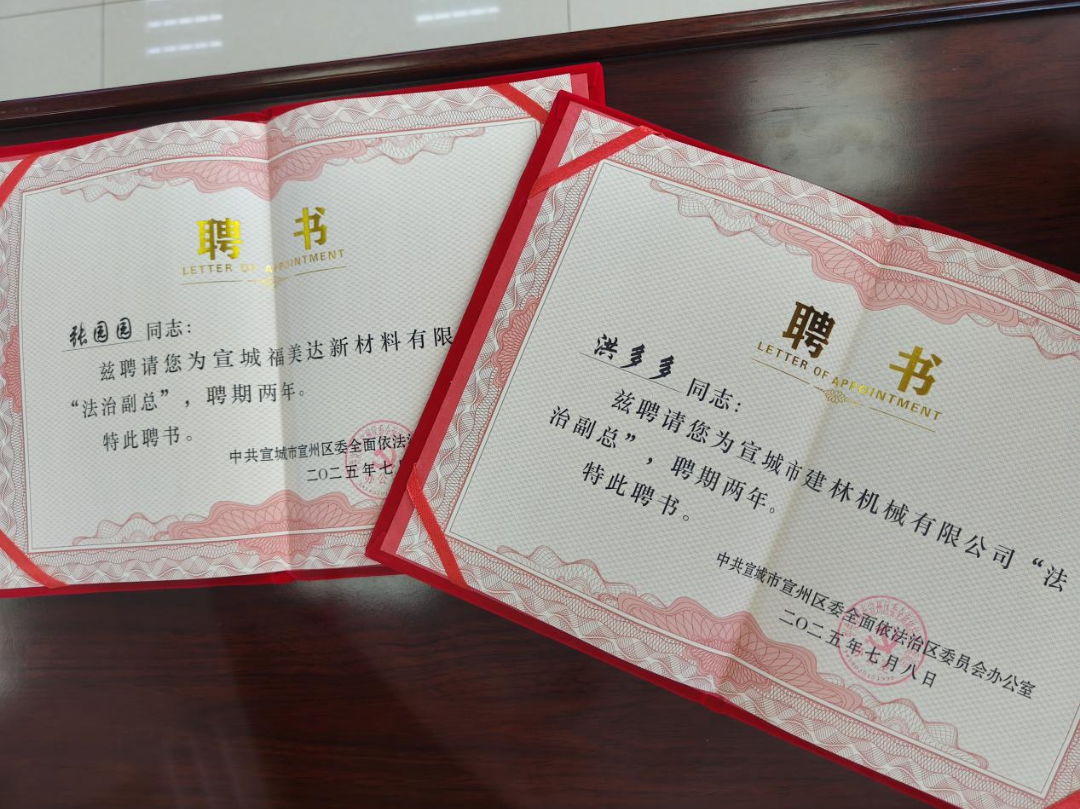 聘 书
LETTER OF APPOINTMENT
张园园 同志：
兹聘请您为宣城福美达新材料有限
“法治副总”，聘期两年。
特此聘书。
中共宣城市宣州区委全面依法
二〇二五年七
聘 书
LETTER OF APPOINTMENT
洪多多 同志：
兹聘请您为宣城市建林机械有限公司“法
治副总”，聘期两年。
特此聘书。
中共宣城市宣州区委全面依法治区委员会办公室
二〇二五年七月八日